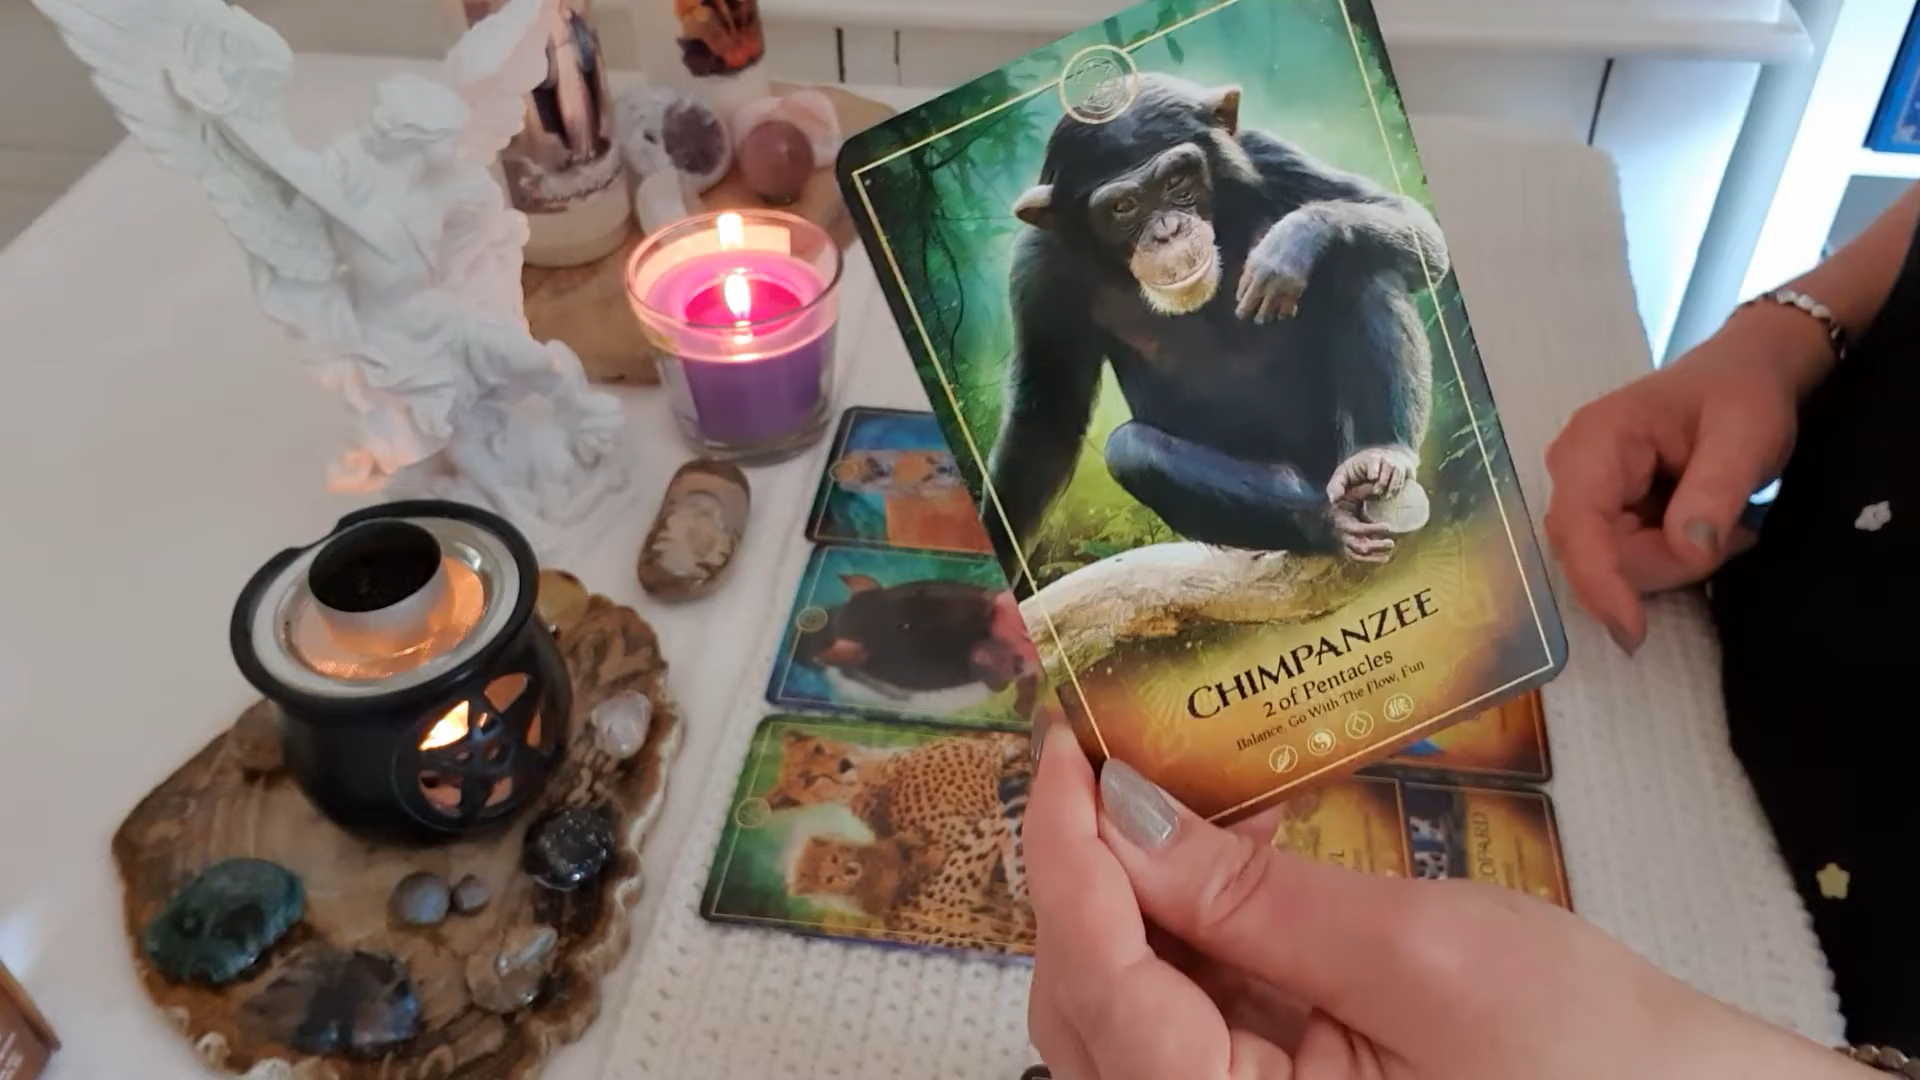 CHIMPANZEE
2 of Pentacles
Balance, Go With The Flow, Fun